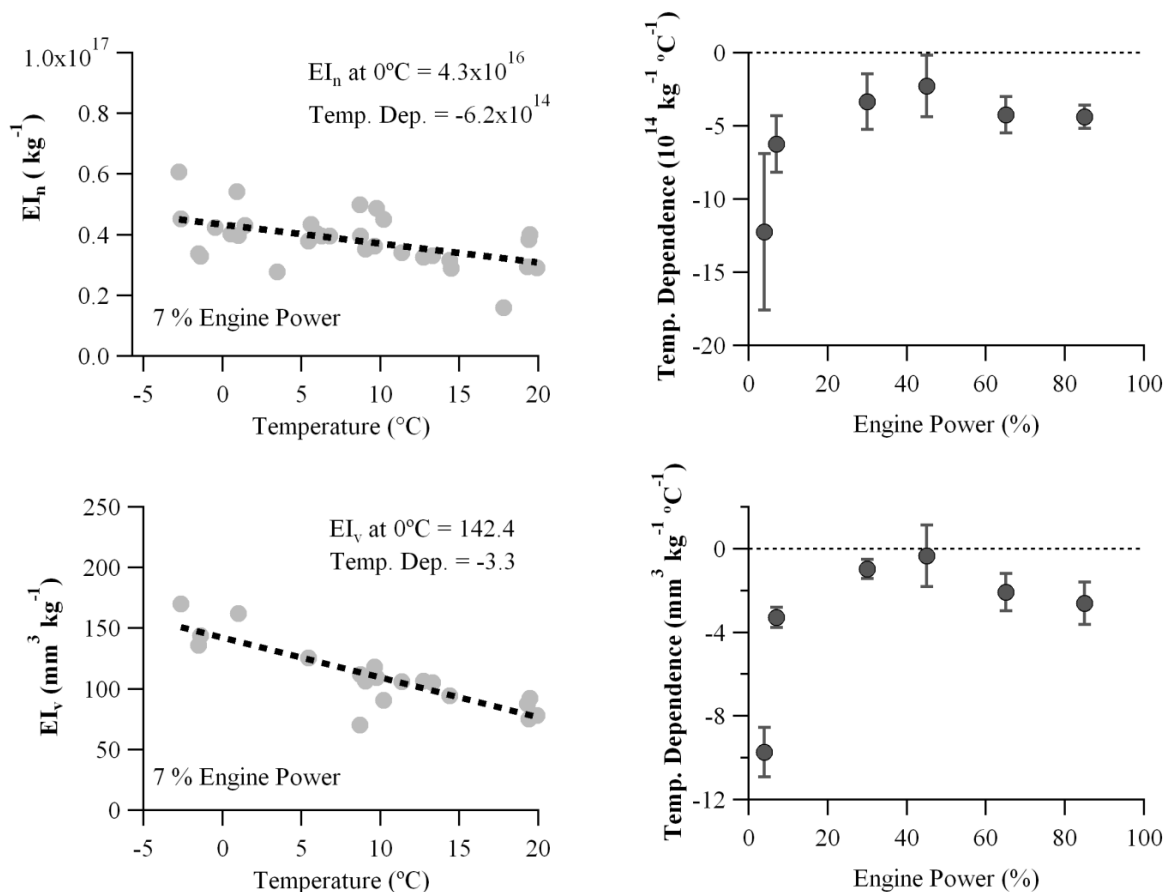 1.0x10^17
0.8
0.6
0.4
0.2
0.0
EI_n ( kg^-1)
EI_n at 0ºC = 4.3x10^16
Temp. Dep. = -6.2x10^14
7 % Engine Power
-5 0 5 10 15 20
Temperature (°C)
0
-5
-10
-15
-20
Temp. Dependence (10^14 kg^-1 ºC^-1)
0 20 40 60 80 100
Engine Power (%)
250
200
150
100
50
0
EI_v (mm^3 kg^-1)
EI_v at 0ºC = 142.4
Temp. Dep. = -3.3
7 % Engine Power
-5 0 5 10 15 20
Temperature (ºC)
0
-4
-8
-12
Temp. Dependence (mm^3 kg^-1 ºC^-1)
0 20 40 60 80 100
Engine Power (%)